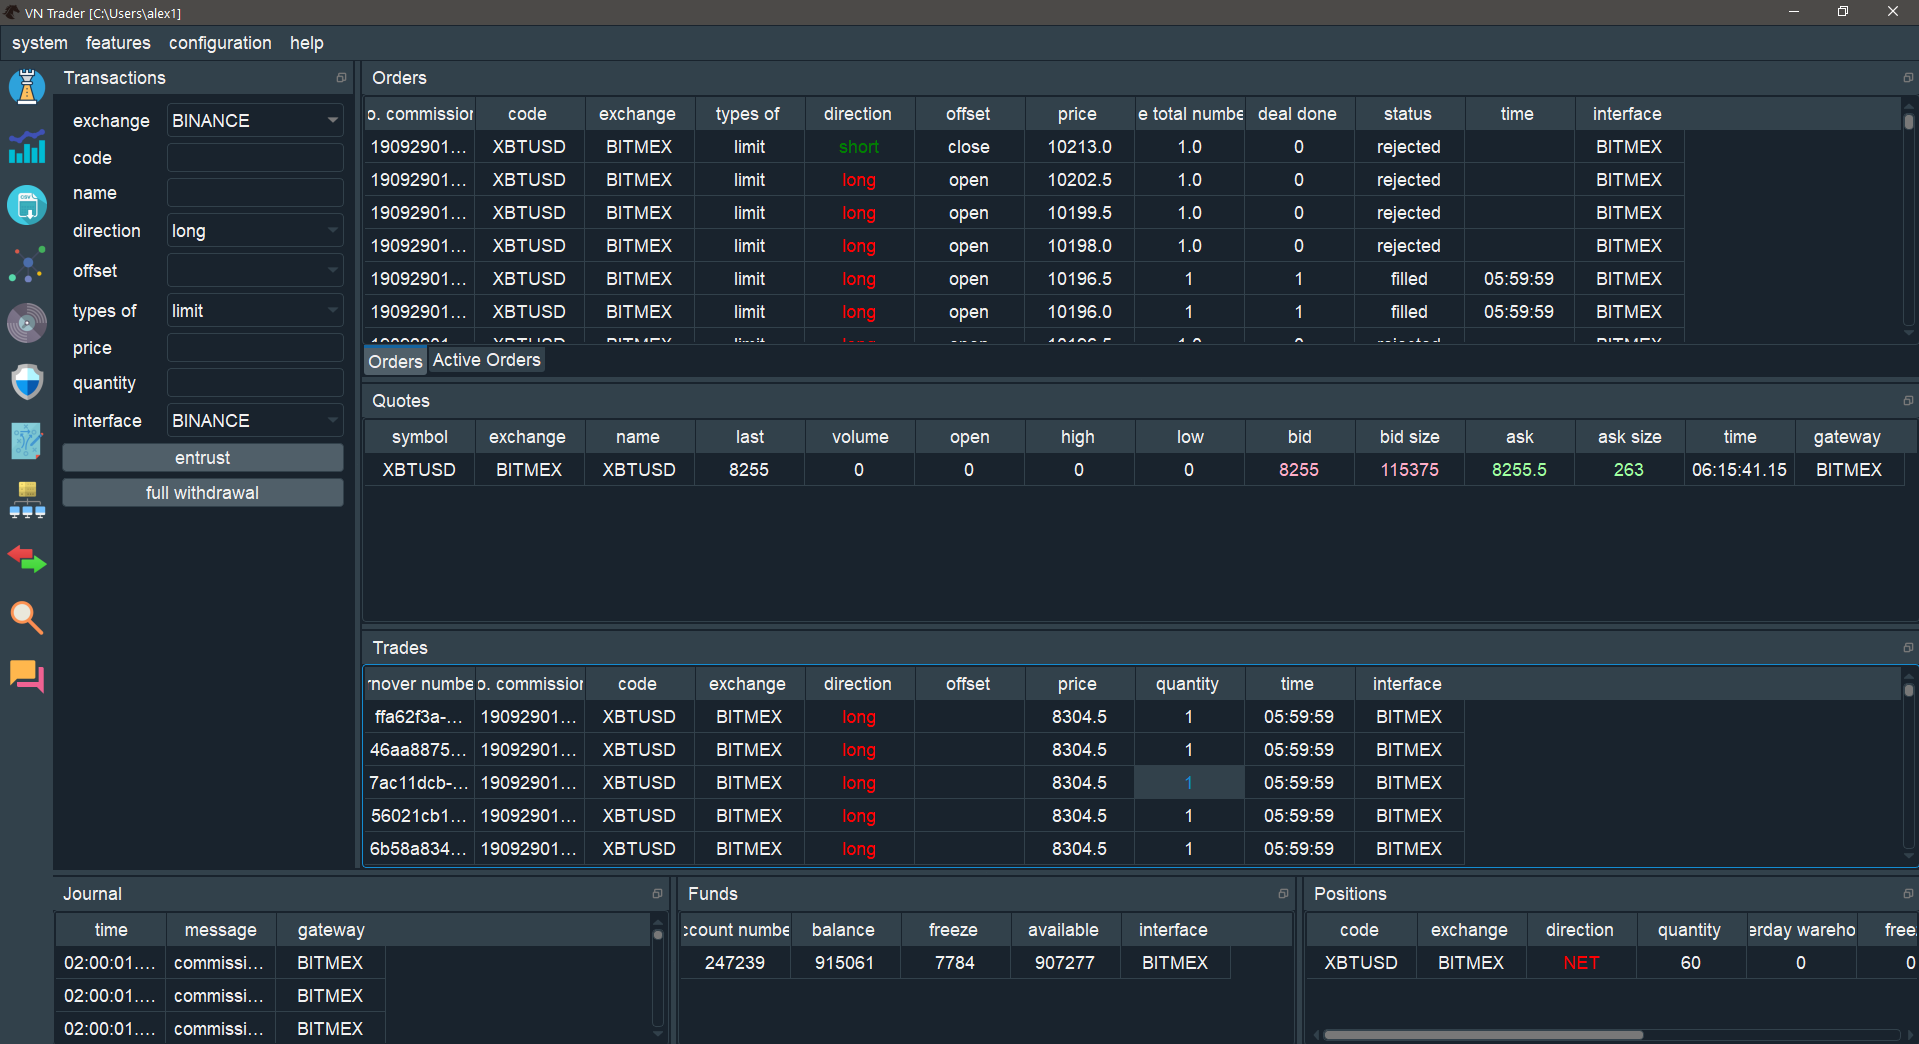 VN Trader [C:\Users\alex1]
system features configuration help
Transactions
exchange BINANCE
code
name
direction long
offset
types of limit
price
quantity
interface BINANCE
entrust
full withdrawal
Orders
o. commission code exchange types of direction offset price e total numbe deal done status time interface
19092901... XBTUSD BITMEX limit short close 10213.0 1.0 0 rejected BITMEX
19092901... XBTUSD BITMEX limit long open 10202.5 1.0 0 rejected BITMEX
19092901... XBTUSD BITMEX limit long open 10199.5 1.0 0 rejected BITMEX
19092901... XBTUSD BITMEX limit long open 10198.0 1.0 0 rejected BITMEX
19092901... XBTUSD BITMEX limit long open 10196.5 1 1 filled 05:59:59 BITMEX
19092901... XBTUSD BITMEX limit long open 10196.0 1 1 filled 05:59:59 BITMEX
Orders Active Orders
Quotes
symbol exchange name last volume open high low bid bid size ask ask size time gateway
XBTUSD BITMEX XBTUSD 8255 0 0 0 0 8255 115375 8255.5 263 06:15:41.15 BITMEX
Trades
rnover numbe o. commission code exchange direction offset price quantity time interface
ffa62f3a-... 19092901... XBTUSD BITMEX long 8304.5 1 05:59:59 BITMEX
46aa8875... 19092901... XBTUSD BITMEX long 8304.5 1 05:59:59 BITMEX
7ac11dcb-... 19092901... XBTUSD BITMEX long 8304.5 1 05:59:59 BITMEX
56021cb1... 19092901... XBTUSD BITMEX long 8304.5 1 05:59:59 BITMEX
6b58a834... 19092901... XBTUSD BITMEX long 8304.5 1 05:59:59 BITMEX
Journal
time message gateway
02:00:01.... commissi... BITMEX
02:00:01.... commissi... BITMEX
02:00:01.... commissi... BITMEX
Funds
ccount numbe balance freeze available interface
247239 915061 7784 907277 BITMEX
Positions
code exchange direction quantity erday wareho free
XBTUSD BITMEX NET 60 0 0